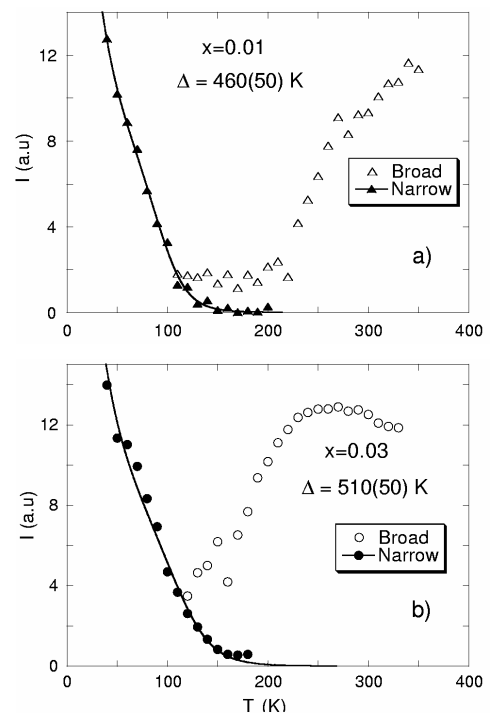 12
8
4
0
I (a.u)
x=0.01
Δ = 460(50) K
Broad
Narrow
a)
0 100 200 300 400
12
8
4
0
I (a.u)
x=0.03
Δ = 510(50) K
Broad
Narrow
b)
0 100 200 300 400
T (K)